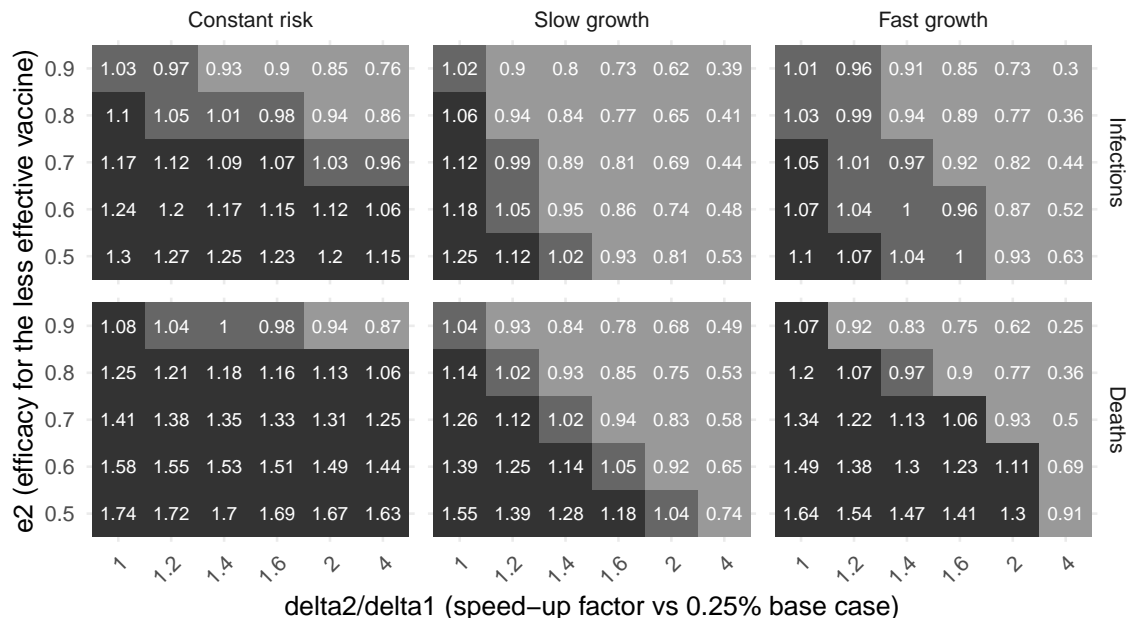 Constant risk Slow growth Fast growth
0.9 1.03 0.97 0.93 0.9 0.85 0.76 1.02 0.9 0.8 0.73 0.62 0.39 1.01 0.96 0.91 0.85 0.73 0.3
0.8 1.1 1.05 1.01 0.98 0.94 0.86 1.06 0.94 0.84 0.77 0.65 0.41 1.03 0.99 0.94 0.89 0.77 0.36
0.7 1.17 1.12 1.09 1.07 1.03 0.96 1.12 0.99 0.89 0.81 0.69 0.44 1.05 1.01 0.97 0.92 0.82 0.44
0.6 1.24 1.2 1.17 1.15 1.12 1.06 1.18 1.05 0.95 0.86 0.74 0.48 1.07 1.04 1 0.96 0.87 0.52
0.5 1.3 1.27 1.25 1.23 1.2 1.15 1.25 1.12 1.02 0.93 0.81 0.53 1.1 1.07 1.04 1 0.93 0.63
Infections
0.9 1.08 1.04 1 0.98 0.94 0.87 1.04 0.93 0.84 0.78 0.68 0.49 1.07 0.92 0.83 0.75 0.62 0.25
0.8 1.25 1.21 1.18 1.16 1.13 1.06 1.14 1.02 0.93 0.85 0.75 0.53 1.2 1.07 0.97 0.9 0.77 0.36
0.7 1.41 1.38 1.35 1.33 1.31 1.25 1.26 1.12 1.02 0.94 0.83 0.58 1.34 1.22 1.13 1.06 0.93 0.5
0.6 1.58 1.55 1.53 1.51 1.49 1.44 1.39 1.25 1.14 1.05 0.92 0.65 1.49 1.38 1.3 1.23 1.11 0.69
0.5 1.74 1.72 1.7 1.69 1.67 1.63 1.55 1.39 1.28 1.18 1.04 0.74 1.64 1.54 1.47 1.41 1.3 0.91
Deaths
1 1.2 1.4 1.6 2 4 1 1.2 1.4 1.6 2 4 1 1.2 1.4 1.6 2 4
delta2/delta1 (speed−up factor vs 0.25% base case)
e2 (efficacy for the less effective vaccine)